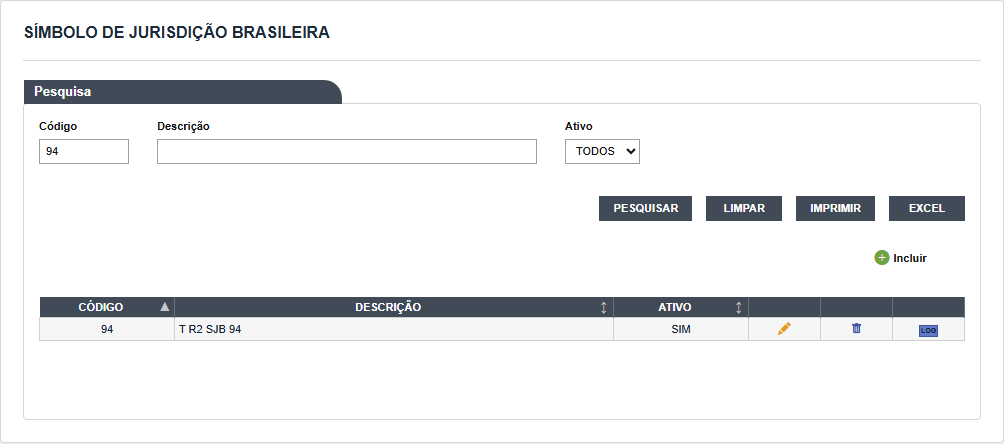 SÍMBOLO DE JURISDIÇÃO BRASILEIRA
Pesquisa
Código Descrição Ativo
94 TODOS
PESQUISAR LIMPAR IMPRIMIR EXCEL
Incluir
CÓDIGO DESCRIÇÃO ATIVO
94 T R2 SJB 94 SIM LOG